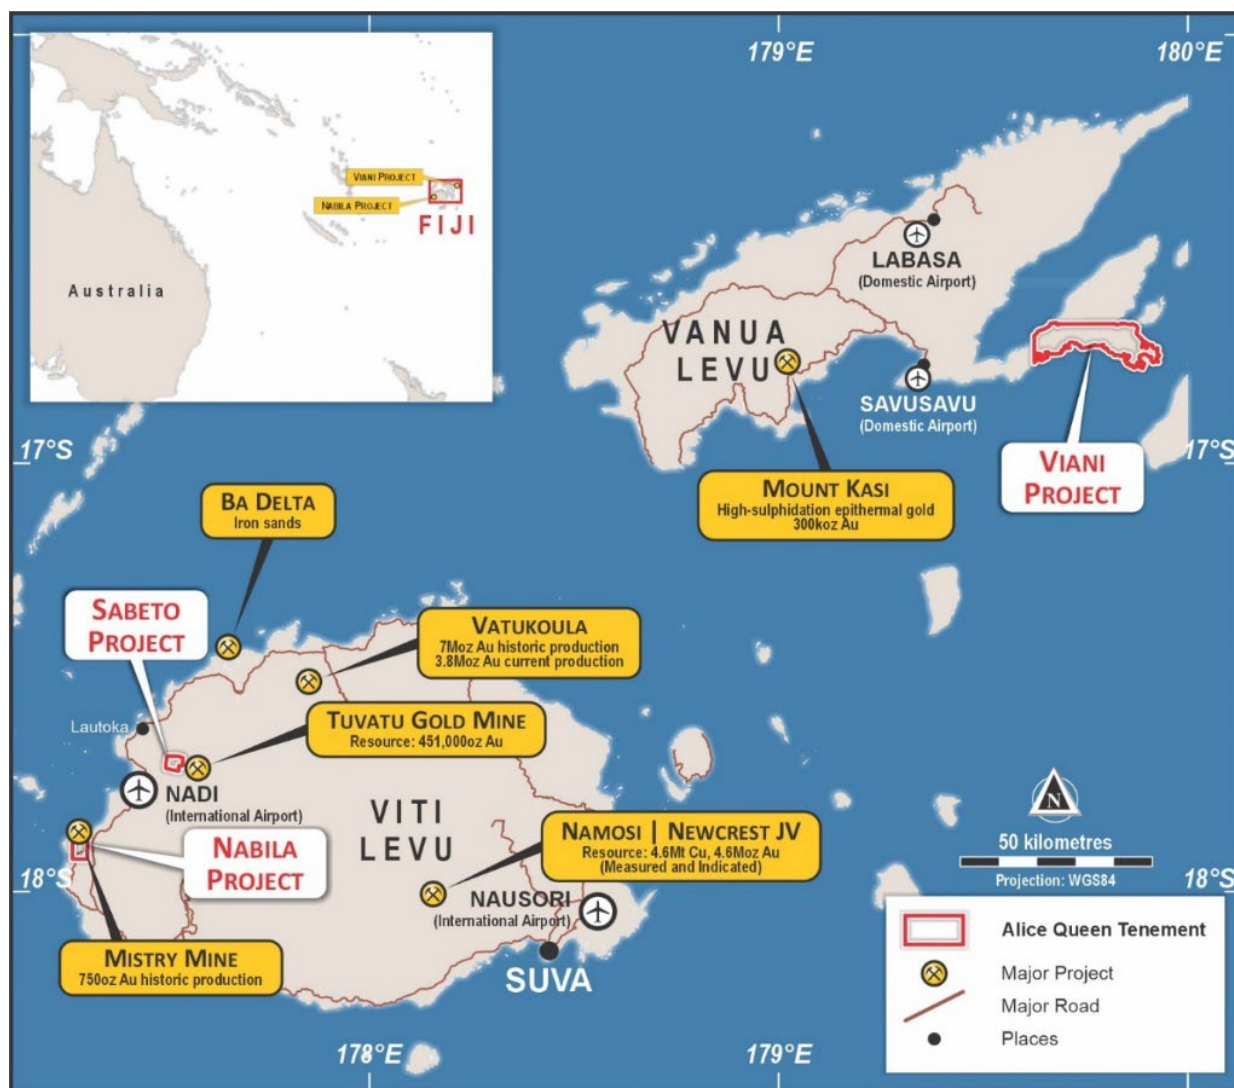 179°E
180°E
VIANI PROJECT
NABILA PROJECT
FIJI
Australia
LABASA
(Domestic Airport)
VANUA
LEVU
SAVUSAVU
(Domestic Airport)
17°S
17°S
VIANI
PROJECT
MOUNT KASI
High-sulphidation epithermal gold
300koz Au
BA DELTA
Iron sands
SABETO
PROJECT
VATUKOULA
7Moz Au historic production
3.8Moz Au current production
Lautoka
TUVATU GOLD MINE
Resource: 451,000oz Au
NADI
(International Airport)
VITI
LEVU
NABILA
PROJECT
NAMOSI | NEWCREST JV
Resource: 4.6Mt Cu, 4.6Moz Au
(Measured and Indicated)
N
50 kilometres
Projection: WGS84
18°S
18°S
NAUSORI
(International Airport)
MISTRY MINE
750oz Au historic production
SUVA
Alice Queen Tenement
Major Project
Major Road
Places
178°E
179°E